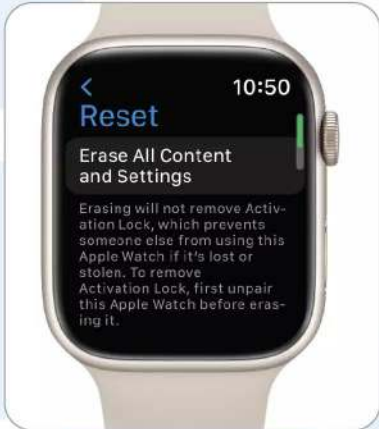 10:50
Reset
Erase All Content
and Settings
Erasing will not remove Activ-
ation Lock, which prevents
someone else from using this
Apple Watch if it's lost or
stolen. To remove
Activation Lock, first unpair
this Apple Watch before eras-
ing it.